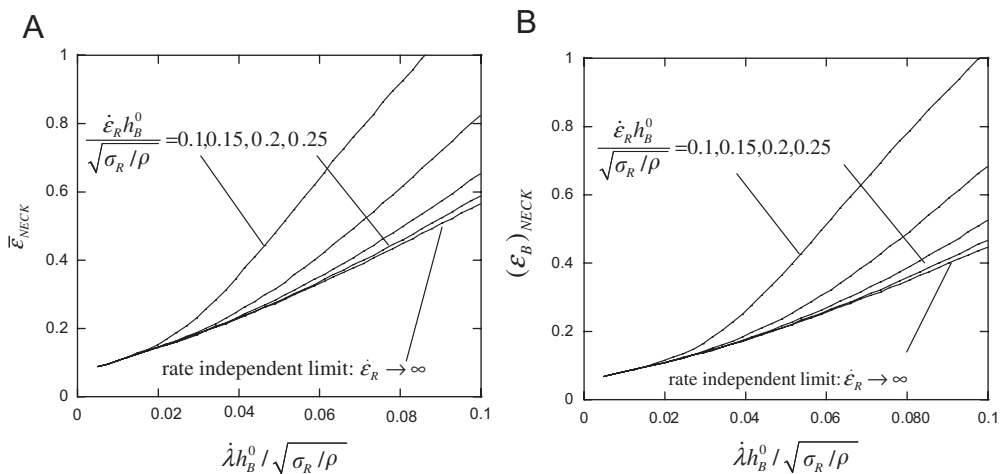 A
1
0.8
0.6
0.4
0.2
0
0 0.02 0.04 0.06 0.08 0.1
ε̅_NECK
ε̇_R h_B^0 / √(σ_R/ρ) =0.1,0.15,0.2,0.25
rate independent limit: ε̇_R → ∞
λ̇h_B^0 / √(σ_R/ρ)
B
1
0.8
0.6
0.4
0.2
0
0 0.02 0.04 0.06 0.080 0.1
(ε_B)_NECK
ε̇_R h_B^0 / √(σ_R/ρ) =0.1,0.15,0.2,0.25
rate independent limit: ε̇_R → ∞
λ̇h_B^0 / √(σ_R/ρ)